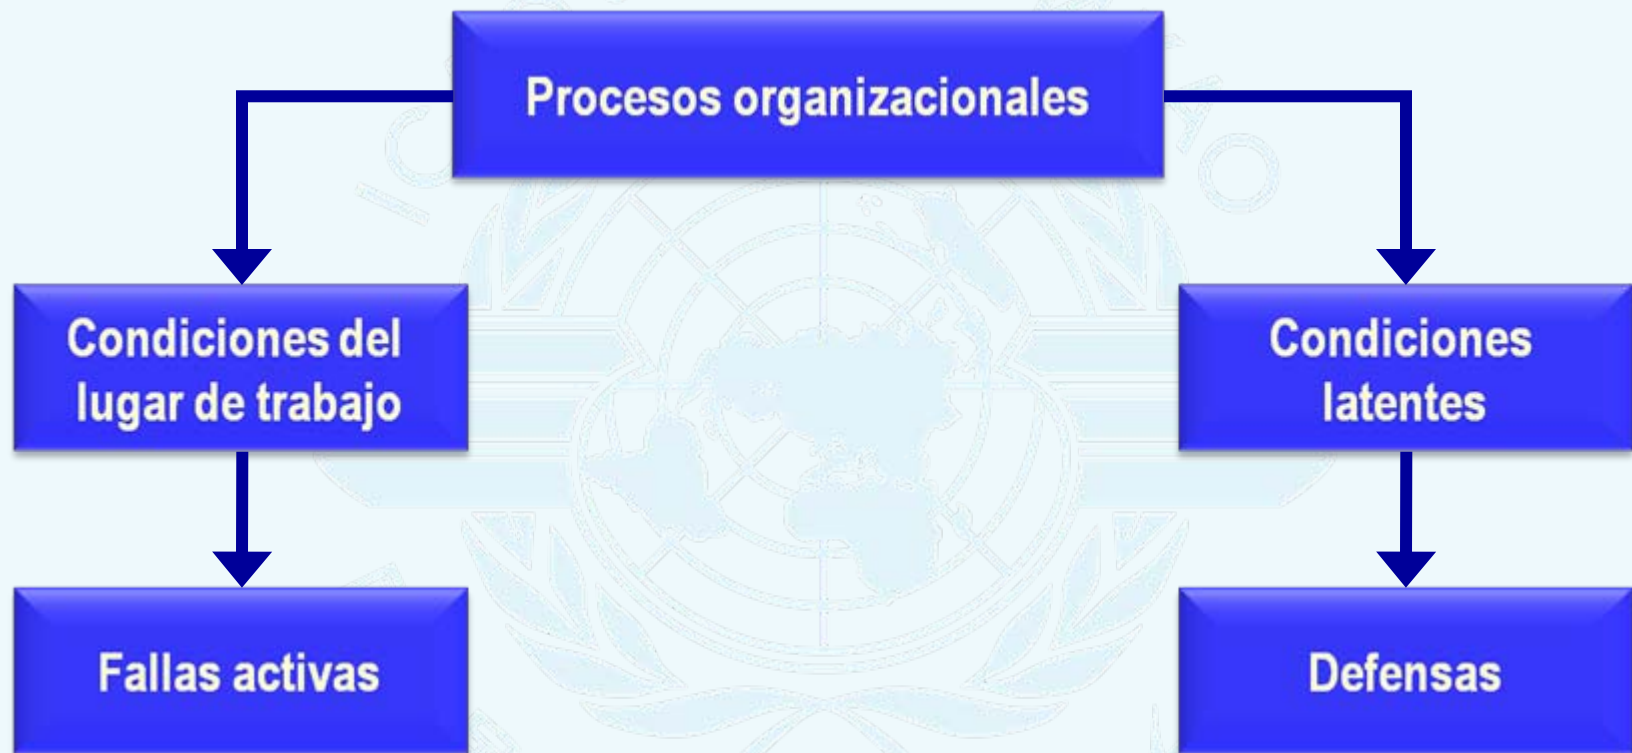 Procesos organizacionales
Condiciones del
lugar de trabajo
Condiciones
latentes
Fallas activas
Defensas